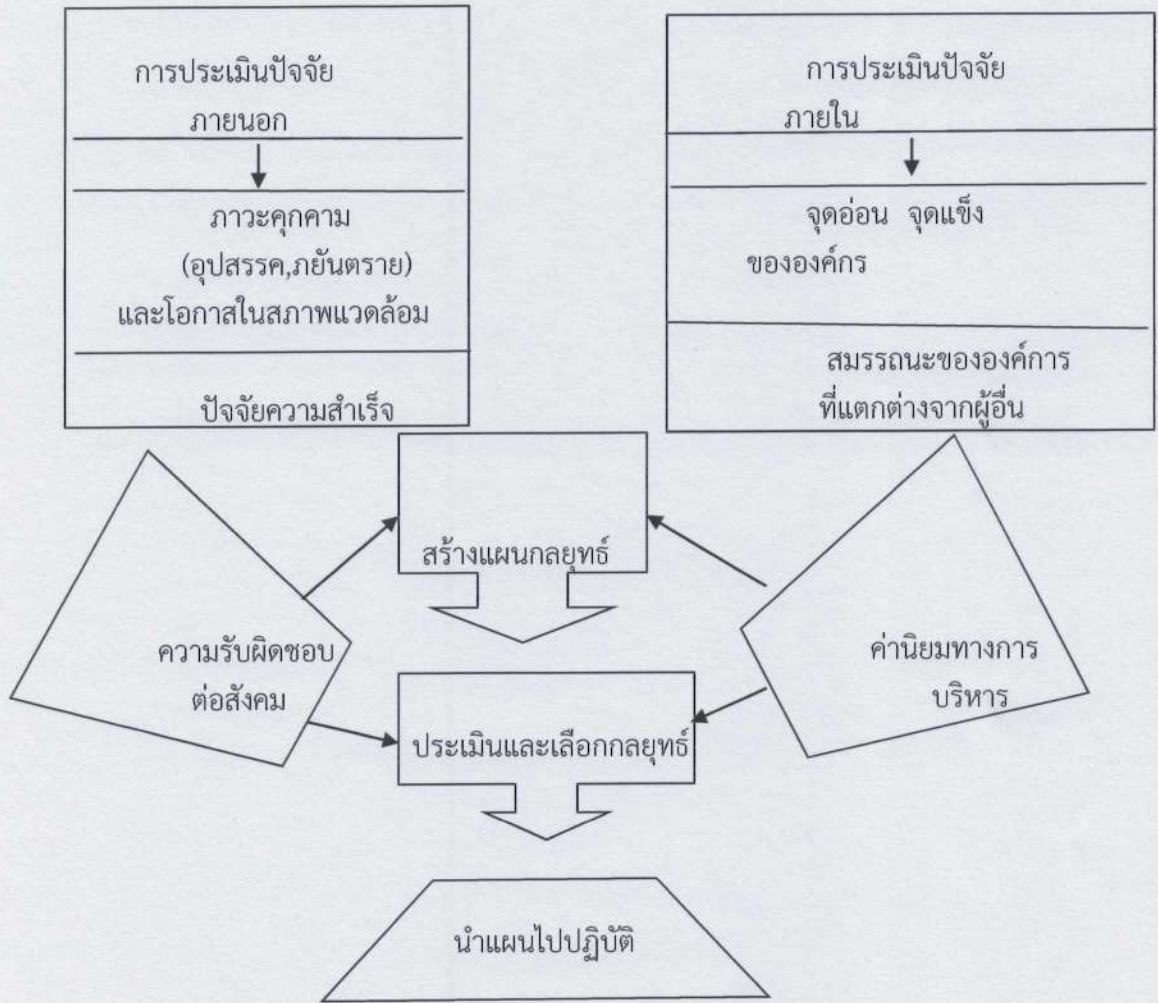 การประเมินปัจจัย
ภายนอก
ภาวะคุกคาม
(อุปสรรค,ภยันตราย)
และโอกาสในสภาพแวดล้อม
ปัจจัยความสำเร็จ
การประเมินปัจจัย
ภายใน
จุดอ่อน จุดแข็ง
ขององค์กร
สมรรถนะขององค์การ
ที่แตกต่างจากผู้อื่น
สร้างแผนกลยุทธ์
ความรับผิดชอบ
ต่อสังคม
ค่านิยมทางการ
บริหาร
ประเมินและเลือกกลยุทธ์
นำแผนไปปฏิบัติ